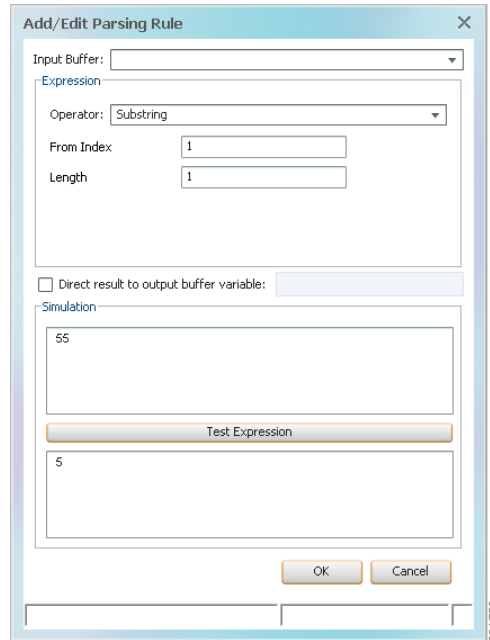 Add/Edit Parsing Rule
Input Buffer:
Expression
Operator: Substring
From Index 1
Length 1
Direct result to output buffer variable:
Simulation
55
Test Expression
5
OK Cancel